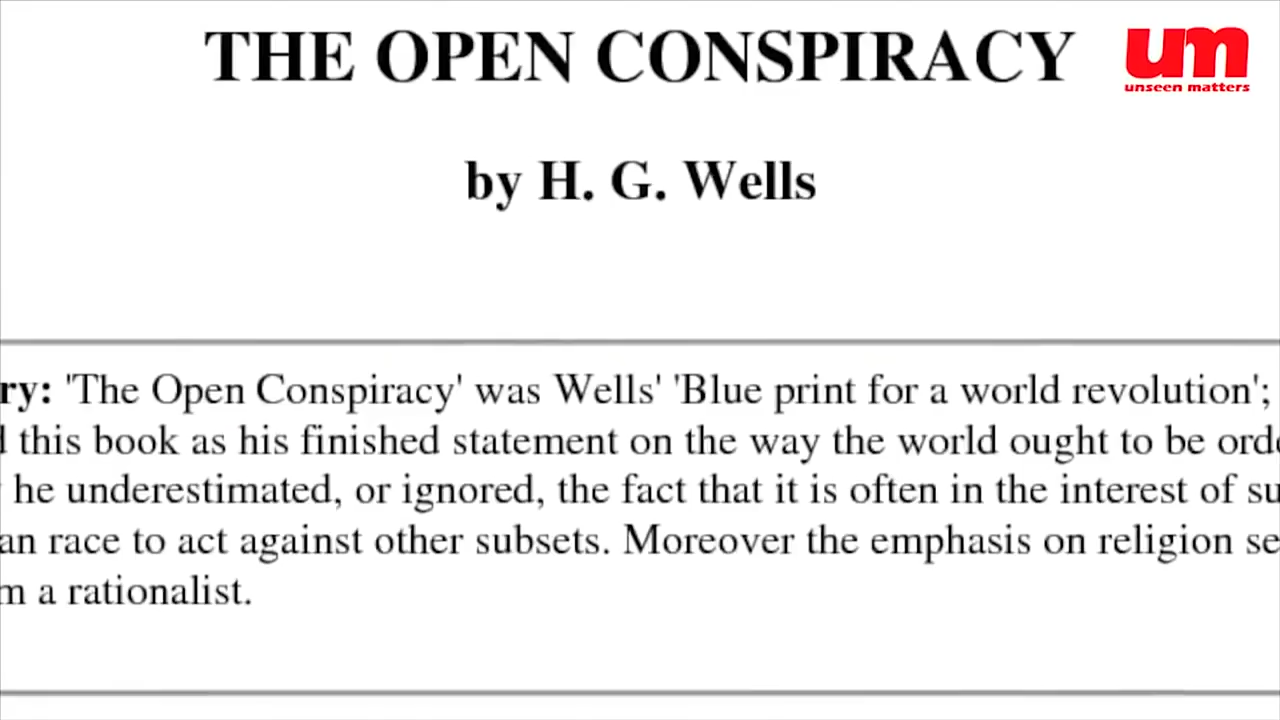 THE OPEN CONSPIRACY
um
unseen matters
by H. G. Wells
ry: 'The Open Conspiracy' was Wells' 'Blue print for a world revolution';
this book as his finished statement on the way the world ought to be orde
he underestimated, or ignored, the fact that it is often in the interest of su
an race to act against other subsets. Moreover the emphasis on religion se
m a rationalist.